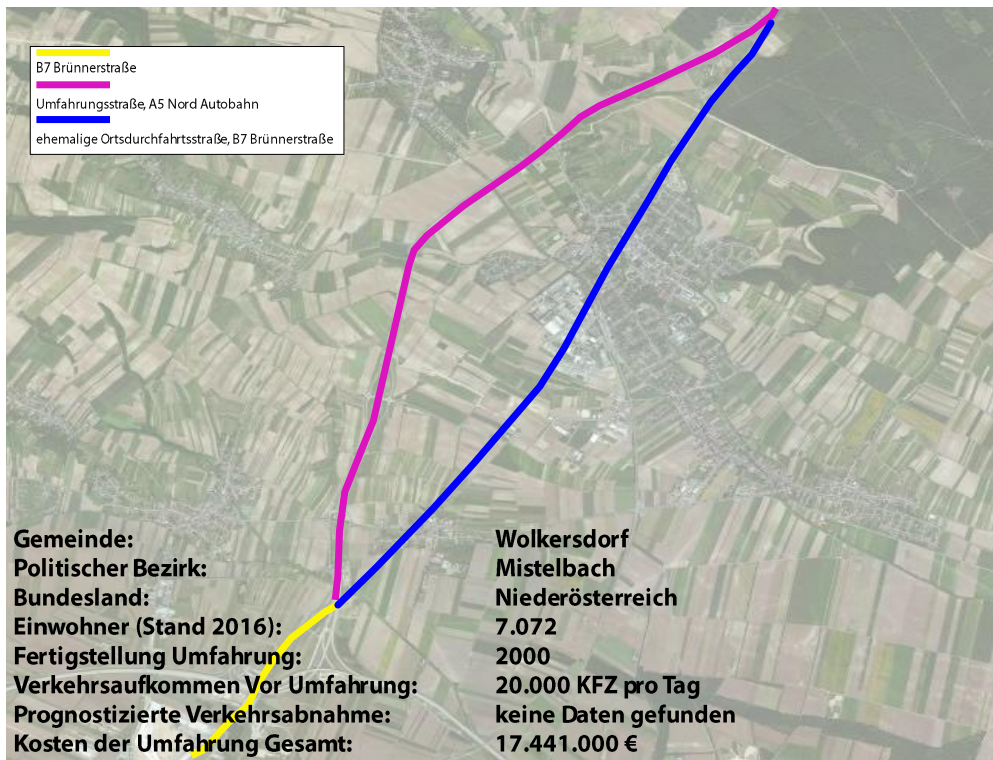 B7 Brünnerstraße
Umfahrungsstraße, A5 Nord Autobahn
ehemalige Ortsdurchfahrtsstraße, B7 Brünnerstraße
Gemeinde: Wolkersdorf
Politischer Bezirk: Mistelbach
Bundesland: Niederösterreich
Einwohner (Stand 2016): 7.072
Fertigstellung Umfahrung: 2000
Verkehrsaufkommen Vor Umfahrung: 20.000 KFZ pro Tag
Prognostizierte Verkehrsabnahme: keine Daten gefunden
Kosten der Umfahrung Gesamt: 17.441.000 €